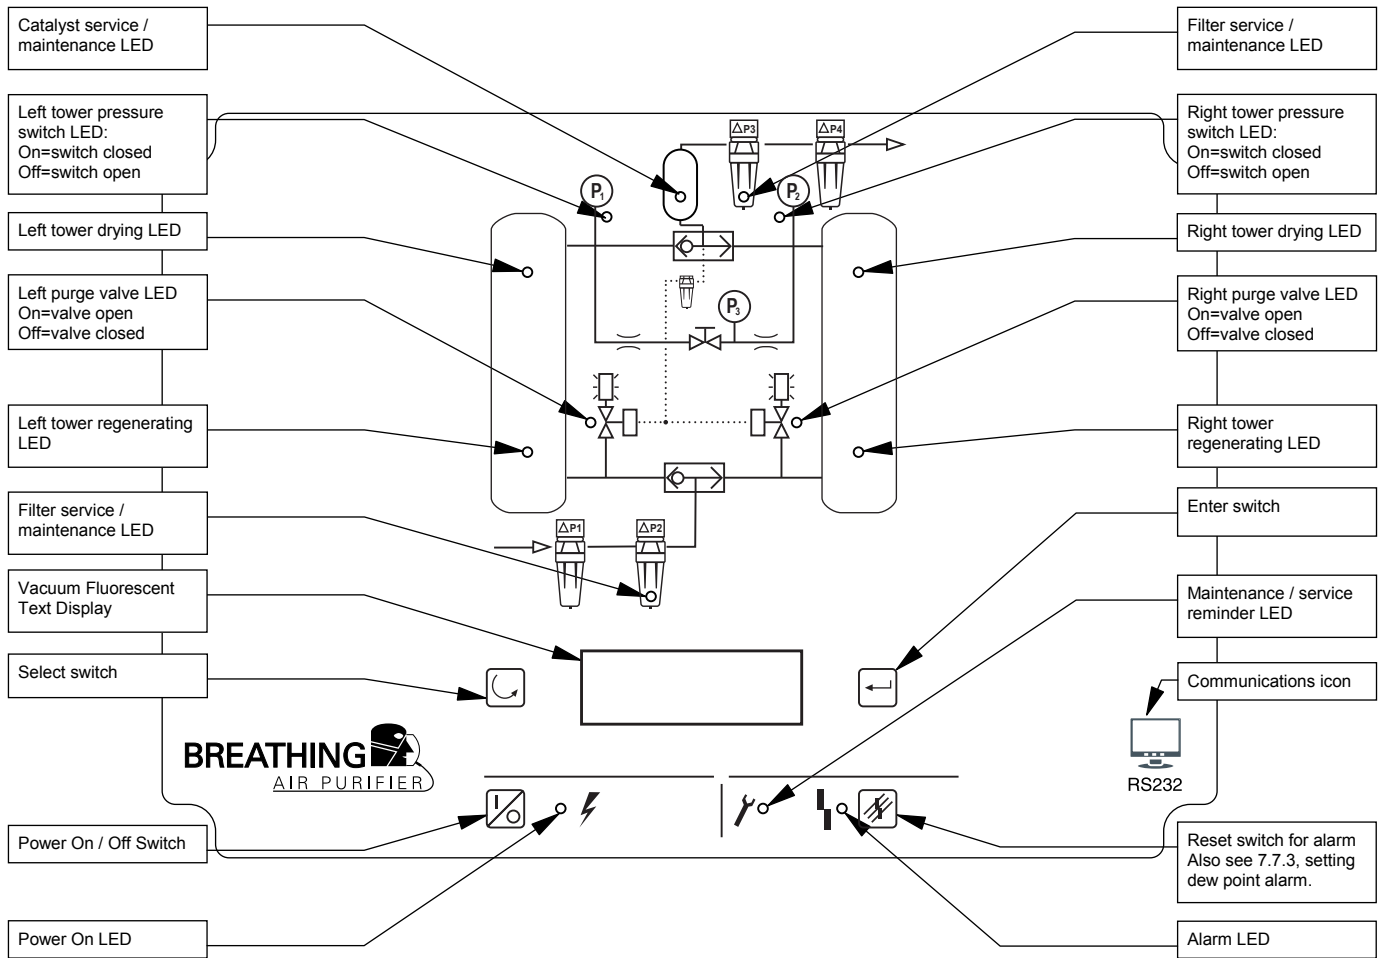 Catalyst service /
maintenance LED
Left tower pressure
switch LED:
On=switch closed
Off=switch open
Left tower drying LED
Left purge valve LED
On=valve open
Off=valve closed
Left tower regenerating
LED
Filter service /
maintenance LED
Vacuum Fluorescent
Text Display
Select switch
Power On / Off Switch
Power On LED
△P3
△P4
P1
P2
P3
△P1
△P2
BREATHING
AIR PURIFIER
Filter service /
maintenance LED
Right tower pressure
switch LED:
On=switch closed
Off=switch open
Right tower drying LED
Right purge valve LED
On=valve open
Off=valve closed
Right tower
regenerating LED
Enter switch
Maintenance / service
reminder LED
Communications icon
RS232
Reset switch for alarm
Also see 7.7.3, setting
dew point alarm.
Alarm LED